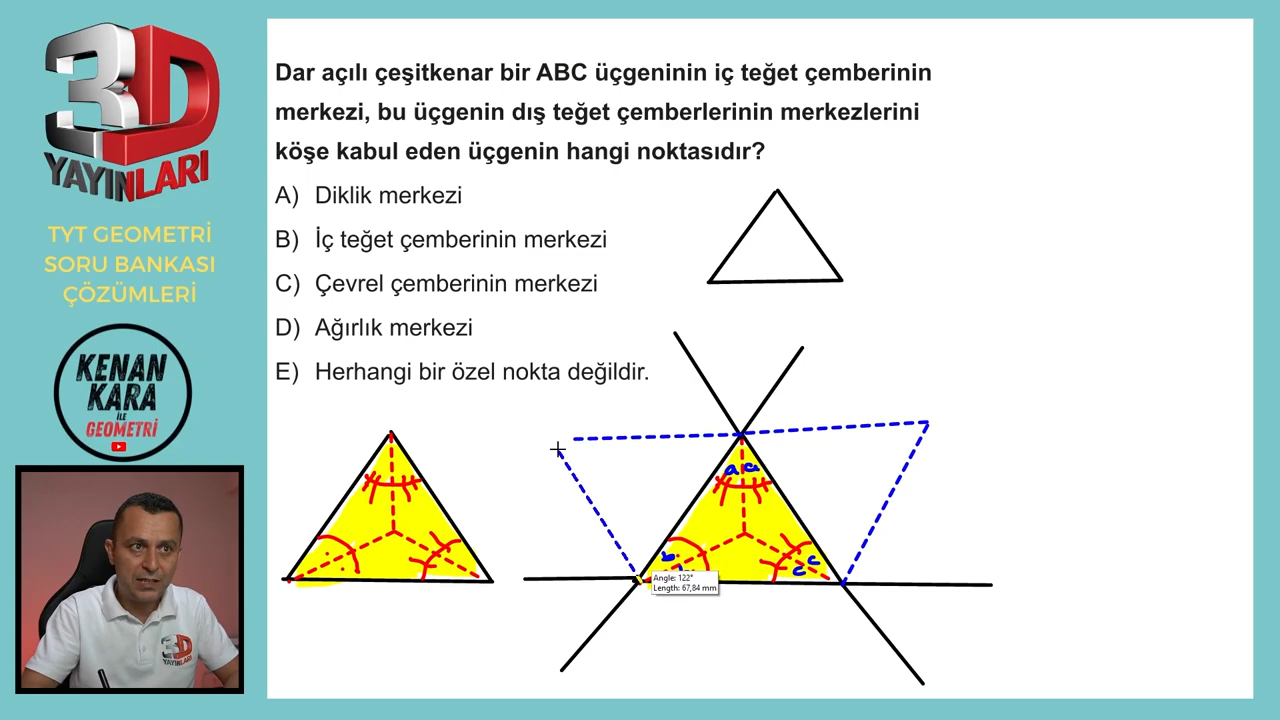 3D
YAYINLARI
TYT GEOMETRİ
SORU BANKASI
ÇÖZÜMLERİ
KENAN
KARA
İLE
GEOMETRİ
Dar açılı çeşitkenar bir ABC üçgeninin iç teğet çemberinin
merkezi, bu üçgenin dış teğet çemberlerinin merkezlerini
köşe kabul eden üçgenin hangi noktasıdır?
A) Diklik merkezi
B) İç teğet çemberinin merkezi
C) Çevrel çemberinin merkezi
D) Ağırlık merkezi
E) Herhangi bir özel nokta değildir.
a a
b
c
c
Angle: 122°
Length: 67,84 mm
3D
YAYINLARI